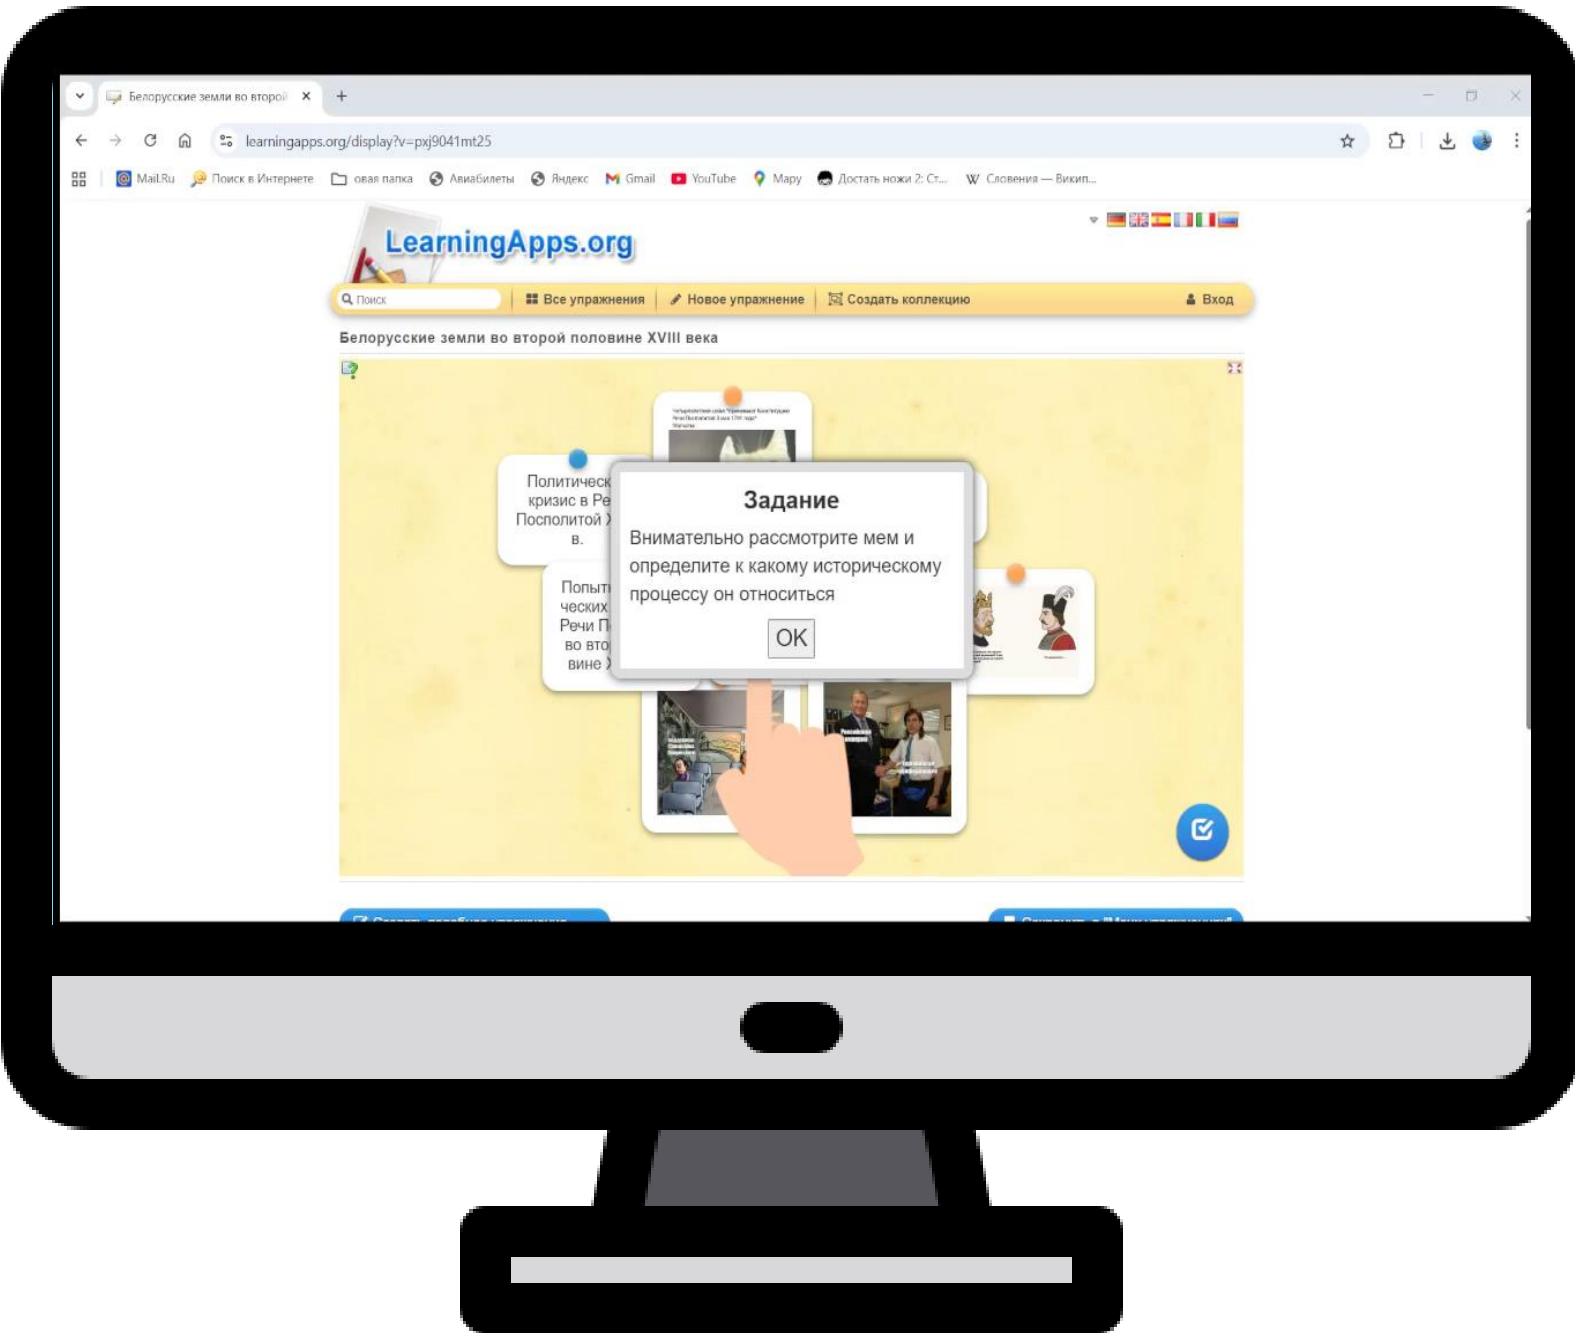 Белорусские земли во второй
learningapps.org/display?v=pxj9041mt25
Mail.Ru Поиск в Интернете овая папка Авиабилеты Яндекс Gmail YouTube Мару Достать ножи 2: Ст... Словения — Викип...
LearningApps.org
Поиск Все упражнения Новое упражнение Создать коллекцию Вход
Белорусские земли во второй половине XVIII века
Политическ
кризис в Ре
Посполитой
в.
Попыт
ческих
Речи П
во вто
вине
Задание
Внимательно рассмотрите мем и
определите к какому историческому
процессу он относиться
OK
Российская
империя